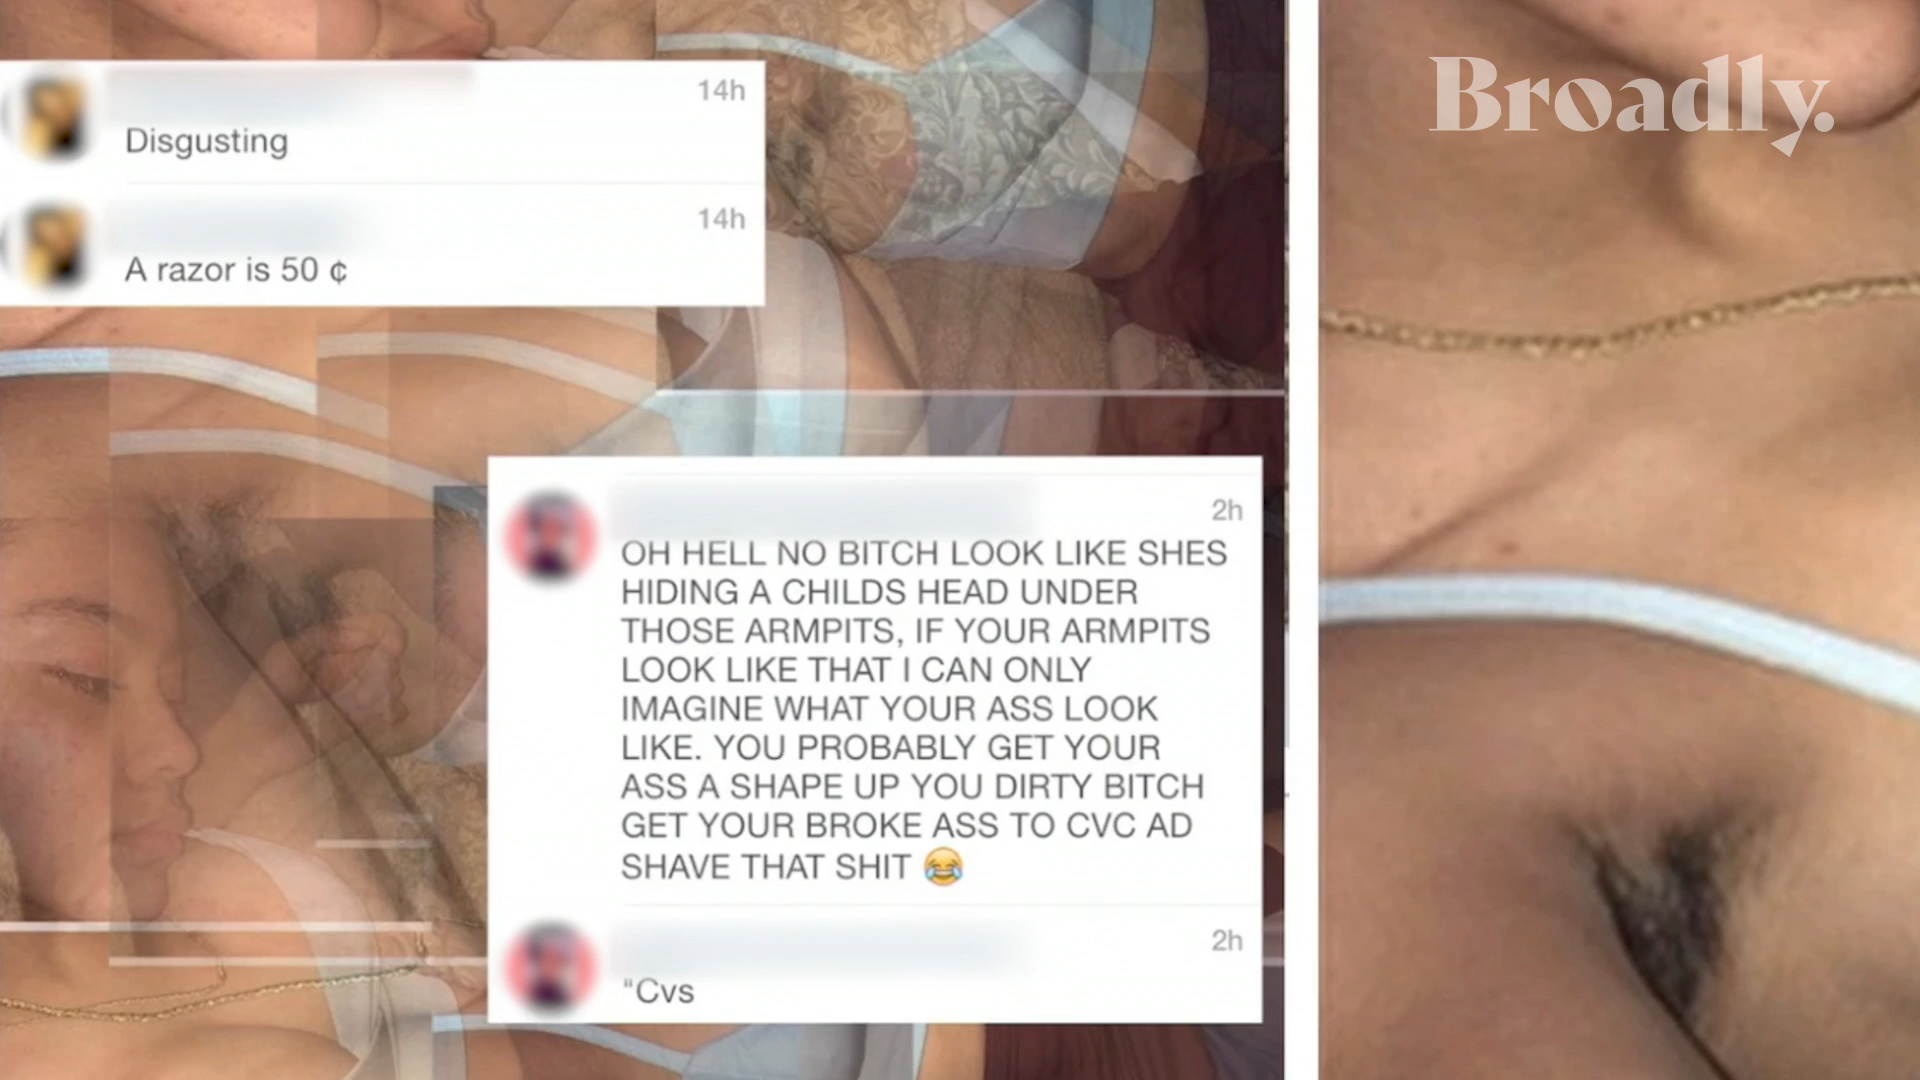 Broadly.
14h
Disgusting
14h
A razor is 50 ¢
2h
OH HELL NO BITCH LOOK LIKE SHES
HIDING A CHILDS HEAD UNDER
THOSE ARMPITS, IF YOUR ARMPITS
LOOK LIKE THAT I CAN ONLY
IMAGINE WHAT YOUR ASS LOOK
LIKE. YOU PROBABLY GET YOUR
ASS A SHAPE UP YOU DIRTY BITCH
GET YOUR BROKE ASS TO CVC AD
SHAVE THAT SHIT 😂
2h
"Cvs